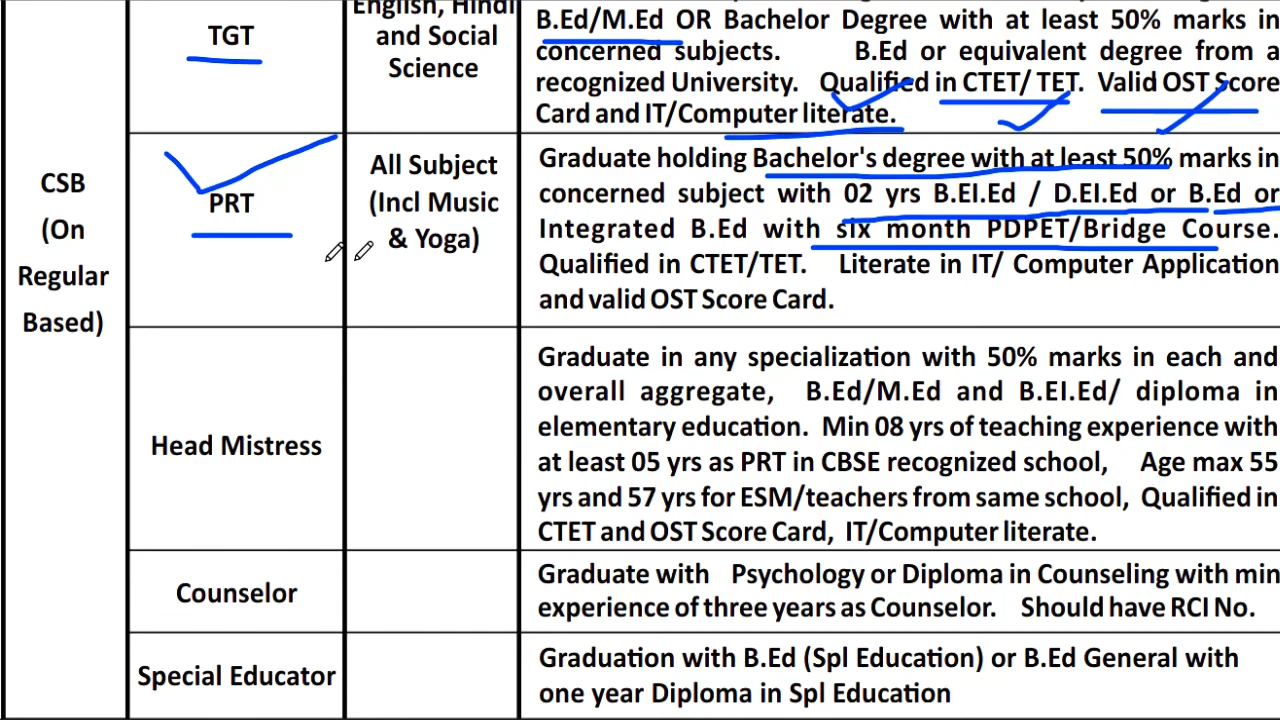 English, Hindi
TGT
and Social
Science
B.Ed/M.Ed OR Bachelor Degree with at least 50% marks in
concerned subjects. B.Ed or equivalent degree from a
recognized University. Qualified in CTET/ TET. Valid OST Score
Card and IT/Computer literate.
CSB
(On
Regular
Based)
PRT
All Subject
(Incl Music
& Yoga)
Graduate holding Bachelor's degree with at least 50% marks in
concerned subject with 02 yrs B.EI.Ed / D.EI.Ed or B.Ed or
Integrated B.Ed with six month PDPET/Bridge Course.
Qualified in CTET/TET. Literate in IT/ Computer Application
and valid OST Score Card.
Head Mistress
Graduate in any specialization with 50% marks in each and
overall aggregate, B.Ed/M.Ed and B.EI.Ed/ diploma in
elementary education. Min 08 yrs of teaching experience with
at least 05 yrs as PRT in CBSE recognized school, Age max 55
yrs and 57 yrs for ESM/teachers from same school, Qualified in
CTET and OST Score Card, IT/Computer literate.
Counselor
Graduate with Psychology or Diploma in Counseling with min
experience of three years as Counselor. Should have RCI No.
Special Educator
Graduation with B.Ed (Spl Education) or B.Ed General with
one year Diploma in Spl Education